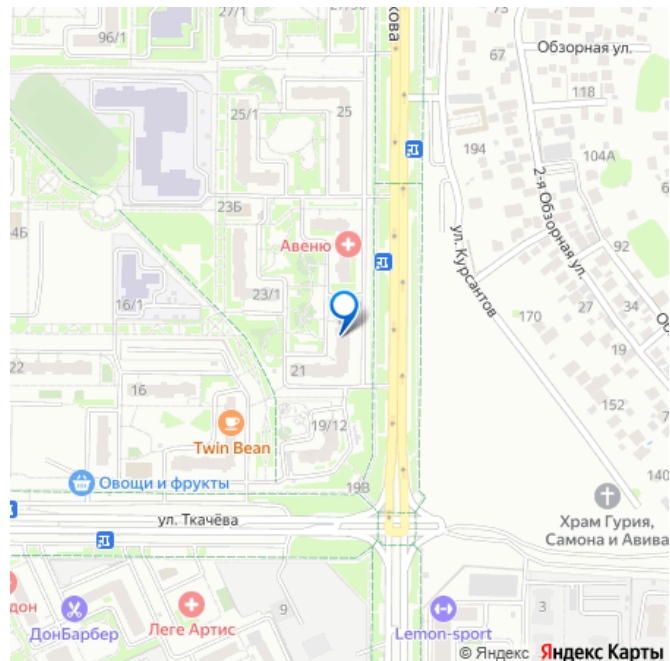 96/1
27/1
кова
73
67
Обзорная ул.
118
25/1
25
194
104А
2-я Обзорная ул.
23Б
ул. Курсантов
Авеню
92
16/1
23/1
170
27
34
22
21
19
16
19/12
152
Twin Bean
Овощи и фрукты
19В
140
ул. Ткачёва
Храм Гурия,
Самона и Авива
дон
ДонБарбер
Леге Артис
9
Lemon-sport
3
© Яндекс Яндекс Карты